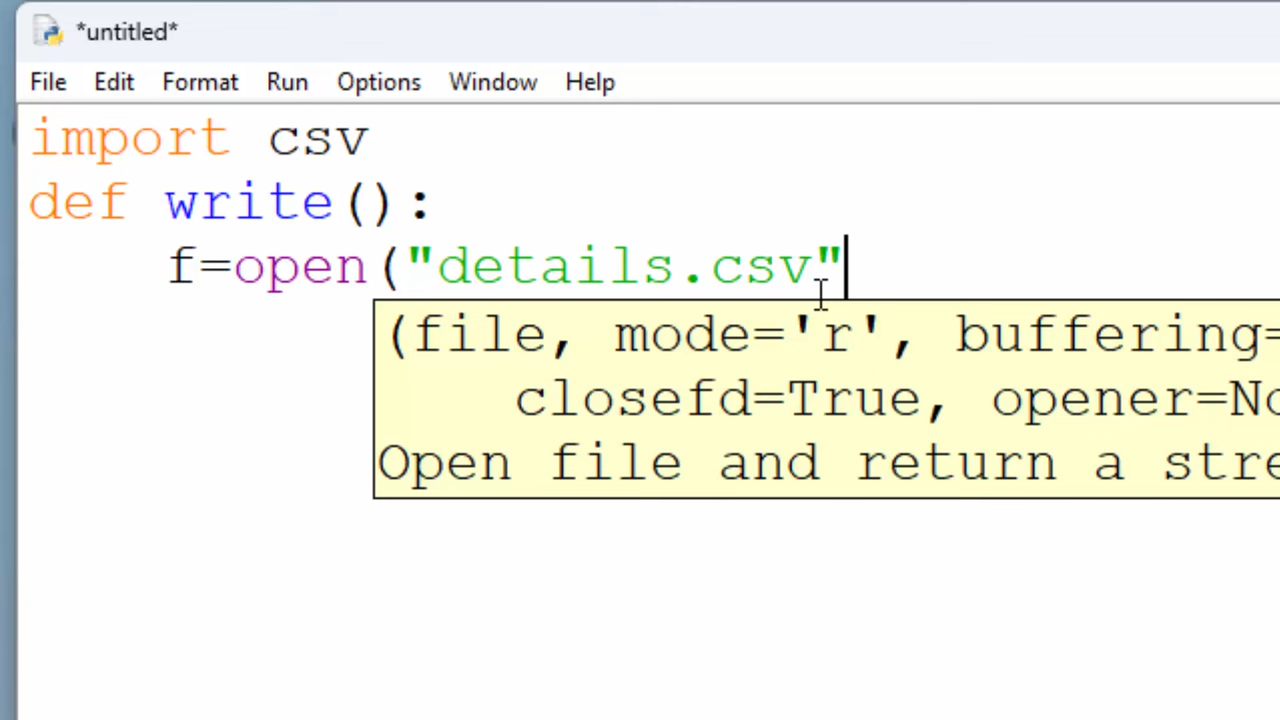 *untitled*
File Edit Format Run Options Window Help
import csv
def write():
f=open("details.csv"
(file, mode='r', buffering=
closefd=True, opener=No
Open file and return a stre